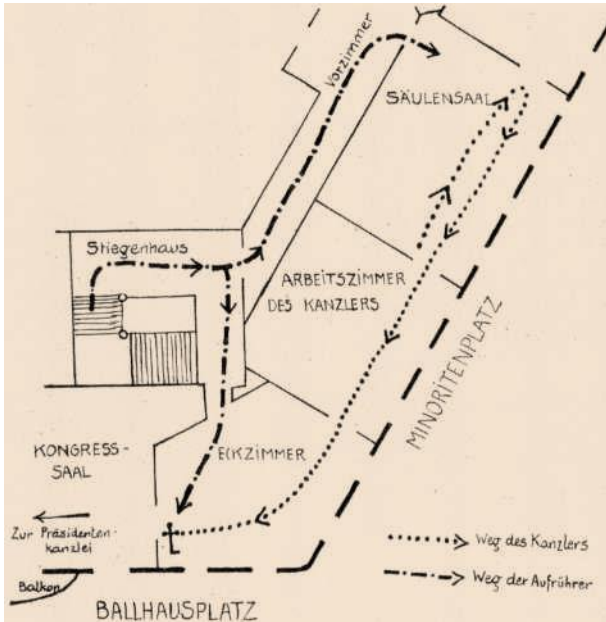 Vorzimmer
SÄULENSAAL
Stiegenhaus
ARBEITSZIMMER
DES KANZLERS
MINORITENPLATZ
KONGRESS-
SAAL
ECKZIMMER
Zur Präsidenten-
kanzlei
Balkon
Weg des Kanzlers
Weg der Aufrührer
BALLHAUSPLATZ